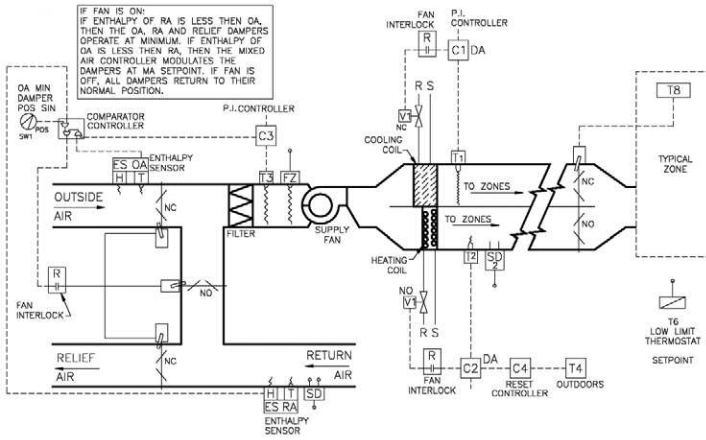 IF FAN IS ON:
IF ENTHALPY OF RA IS LESS THEN OA,
THEN THE OA, RA AND RELIEF DAMPERS
OPERATE AT MINIMUM. IF ENTHALPY OF
OA IS LESS THEN RA, THEN THE MIXED
AIR CONTROLLER MODULATES THE
DAMPERS AT MA SETPOINT. IF FAN IS
OFF, ALL DAMPERS RETURN TO THEIR
NORMAL POSITION.
FAN
INTERLOCK
R
P.I.
CONTROLLER
C1 DA
R S
V1
NC
COOLING
COIL
T8
TYPICAL
ZONE
OA MIN
DAMPER
POS SIN
POS
SW1
COMPARATOR
CONTROLLER
P.I.CONTROLLER
C3
ES OA
H T
ENTHALPY
SENSOR
T3
FZ
T1
OUTSIDE
AIR
NC
FILTER
SUPPLY
FAN
TO ZONES
TO ZONES
NC
NO
HEATING
COIL
T2
SD
2
R
FAN
INTERLOCK
NO
NO
V1
R S
T6
LOW LIMIT
THERMOSTAT
SETPOINT
RELIEF
AIR
NC
RETURN
AIR
H T
ES RA
SD
ENTHALPY
SENSOR
R
FAN
INTERLOCK
C2 DA
C4
RESET
CONTROLLER
T4
OUTDOORS